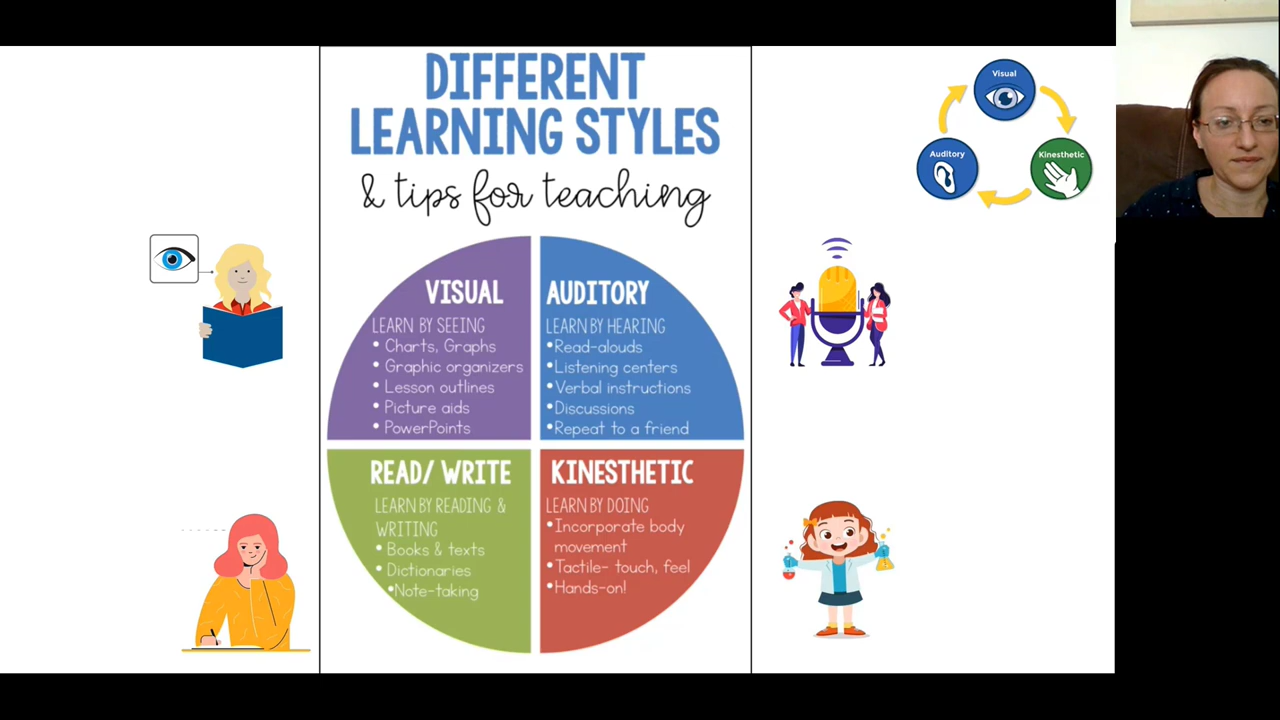 DIFFERENT
LEARNING STYLES
& tips for teaching
Visual
Auditory
Kinesthetic
VISUAL
LEARN BY SEEING
• Charts, Graphs
• Graphic organizers
• Lesson outlines
• Picture aids
• PowerPoints
AUDITORY
LEARN BY HEARING
•Read-alouds
•Listening centers
•Verbal instructions
•Discussions
•Repeat to a friend
READ/ WRITE
LEARN BY READING &
WRITING
• Books & texts
• Dictionaries
•Note-taking
KINESTHETIC
LEARN BY DOING
•Incorporate body
movement
•Tactile- touch, feel
•Hands-on!